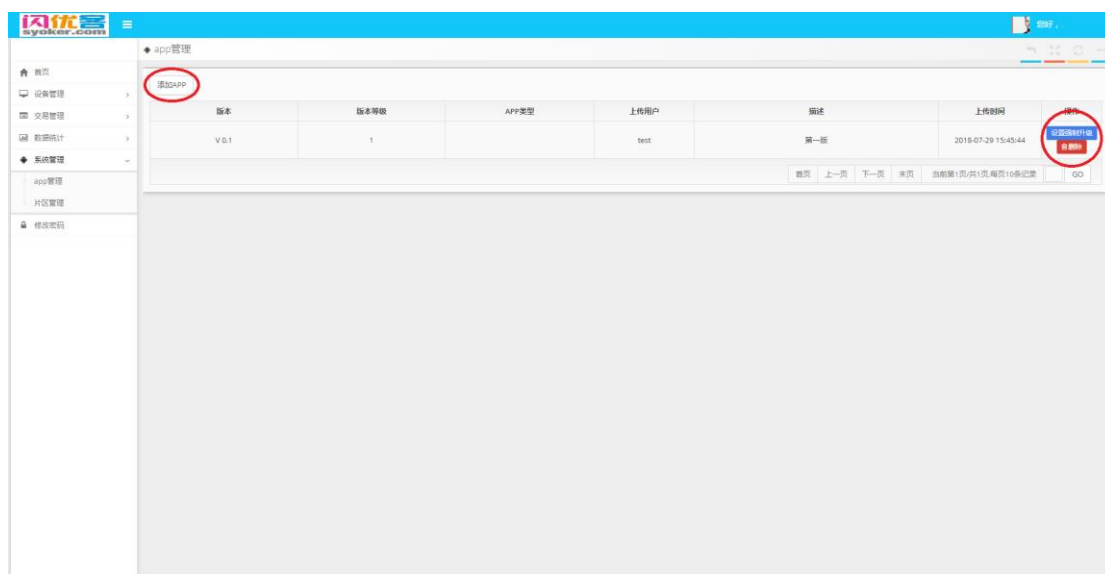 闪优客
syoker.com
您好，.
app管理
首页
设备管理
交易管理
数据统计
系统管理
app管理
片区管理
修改密码
添加APP
版本 版本等级 APP类型 上传用户 描述 上传时间 操作
V 0.1 1 test 第一版 2018-07-29 15:45:44 设置强制升级
删除
首页 上一页 下一页 末页 当前第1页/共1页,每页10条记录 GO